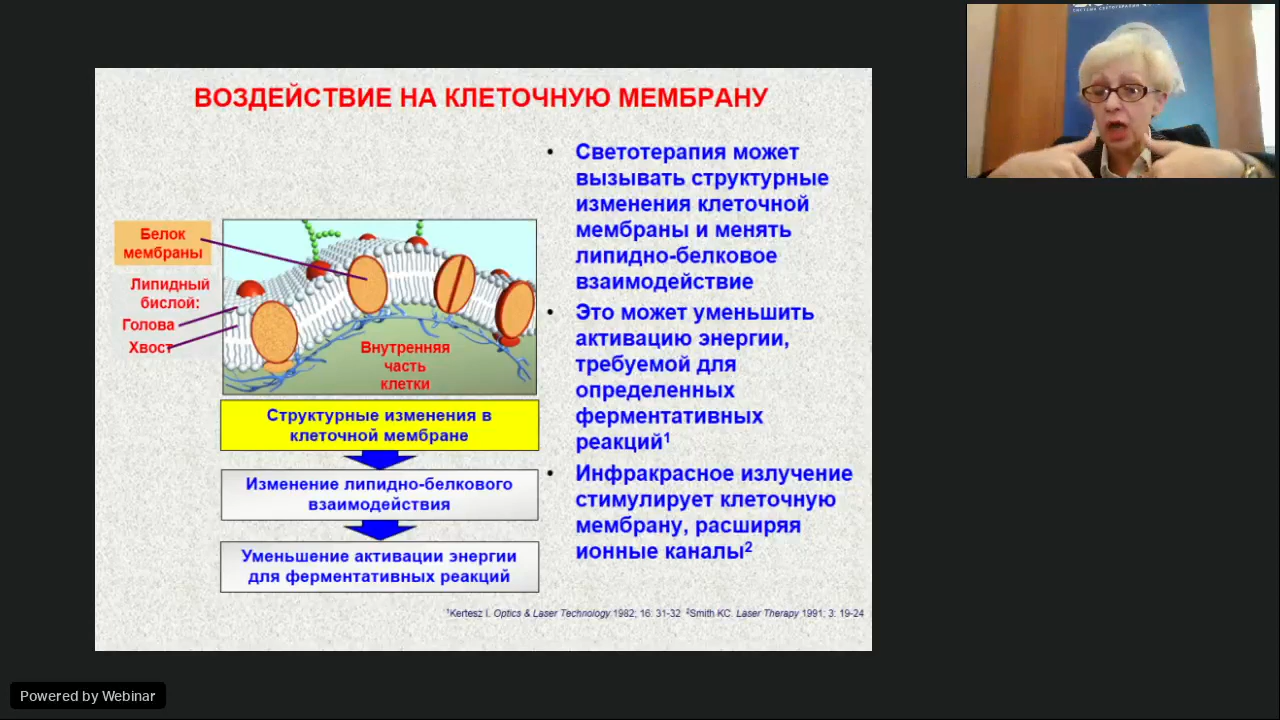 ВОЗДЕЙСТВИЕ НА КЛЕТОЧНУЮ МЕМБРАНУ
Белок
мембраны
Липидный
бислой:
Голова
Хвост
Внутренняя
часть
клетки
Структурные изменения в
клеточной мембране
Изменение липидно-белкового
взаимодействия
Уменьшение активации энергии
для ферментативных реакций
• Светотерапия может
вызывать структурные
изменения клеточной
мембраны и менять
липидно-белковое
взаимодействие
• Это может уменьшить
активацию энергии,
требуемой для
определенных
ферментативных
реакций¹
• Инфракрасное излучение
стимулирует клеточную
мембрану, расширяя
ионные каналы²
¹Kertesz I. Optics & Laser Technology 1982; 16: 31-32 ²Smith KC. Laser Therapy 1991; 3: 19-24
Powered by Webinar